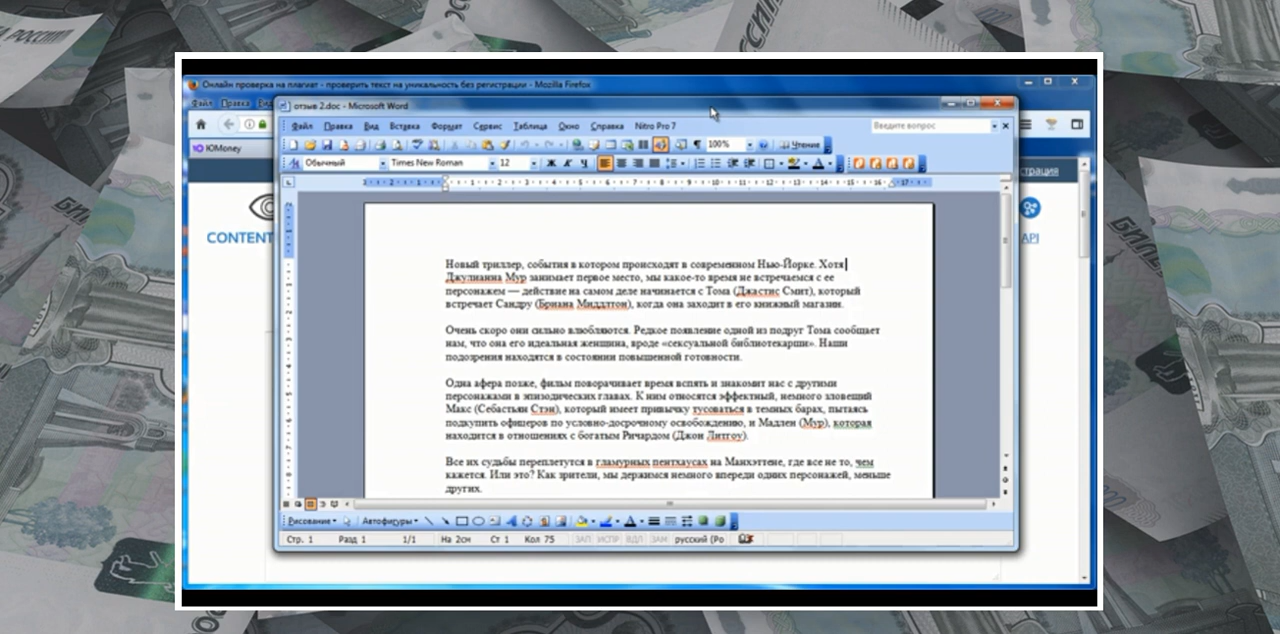 А РОССИИ
Онлайн проверка на плагиат - проверить текст на уникальность без регистрации - Mozilla Firefox
Файл Правка Вид
отзыв 2.doc - Microsoft Word
Файл Правка Вид Вставка Формат Сервис Таблица Окно Справка Nitro Pro 7
Введите вопрос
100%
Чтение
ЮMoney
Обычный Times New Roman 12 Ж К Ч
страция
CONTENT
API
Новый триллер, события в котором происходят в современном Нью-Йорке. Хотя
Джулианна Мур занимает первое место, мы какое-то время не встречаемся с ее
персонажем — действие на самом деле начинается с Тома (Джастис Смит), который
встречает Сандру (Бриана Миддлтон), когда она заходит в его книжный магазин.
Очень скоро они сильно влюбляются. Редкое появление одной из подруг Тома сообщает
нам, что она его идеальная женщина, вроде «сексуальной библиотекарши». Наши
подозрения находятся в состоянии повышенной готовности.
Одна афера позже, фильм поворачивает время вспять и знакомит нас с другими
персонажами в эпизодических главах. К ним относятся эффектный, немного зловещий
Макс (Себастьян Стэн), который имеет привычку тусоваться в темных барах, пытаясь
подкупить офицеров по условно-досрочному освобождению, и Мадлен (Мур), которая
находится в отношениях с богатым Ричардом (Джон Литгоу).
Все их судьбы переплетутся в гламурных пентхаусах на Манхэттене, где все не то, чем
кажется. Или это? Как зрители, мы держимся немного впереди одних персонажей, меньше
других.
Рисование Автофигуры
Стр. 1 Разд 1 1/1 На 2см Ст 1 Кол 75 ЗАП ИСПР ВДЛ ЗАМ русский (Ро